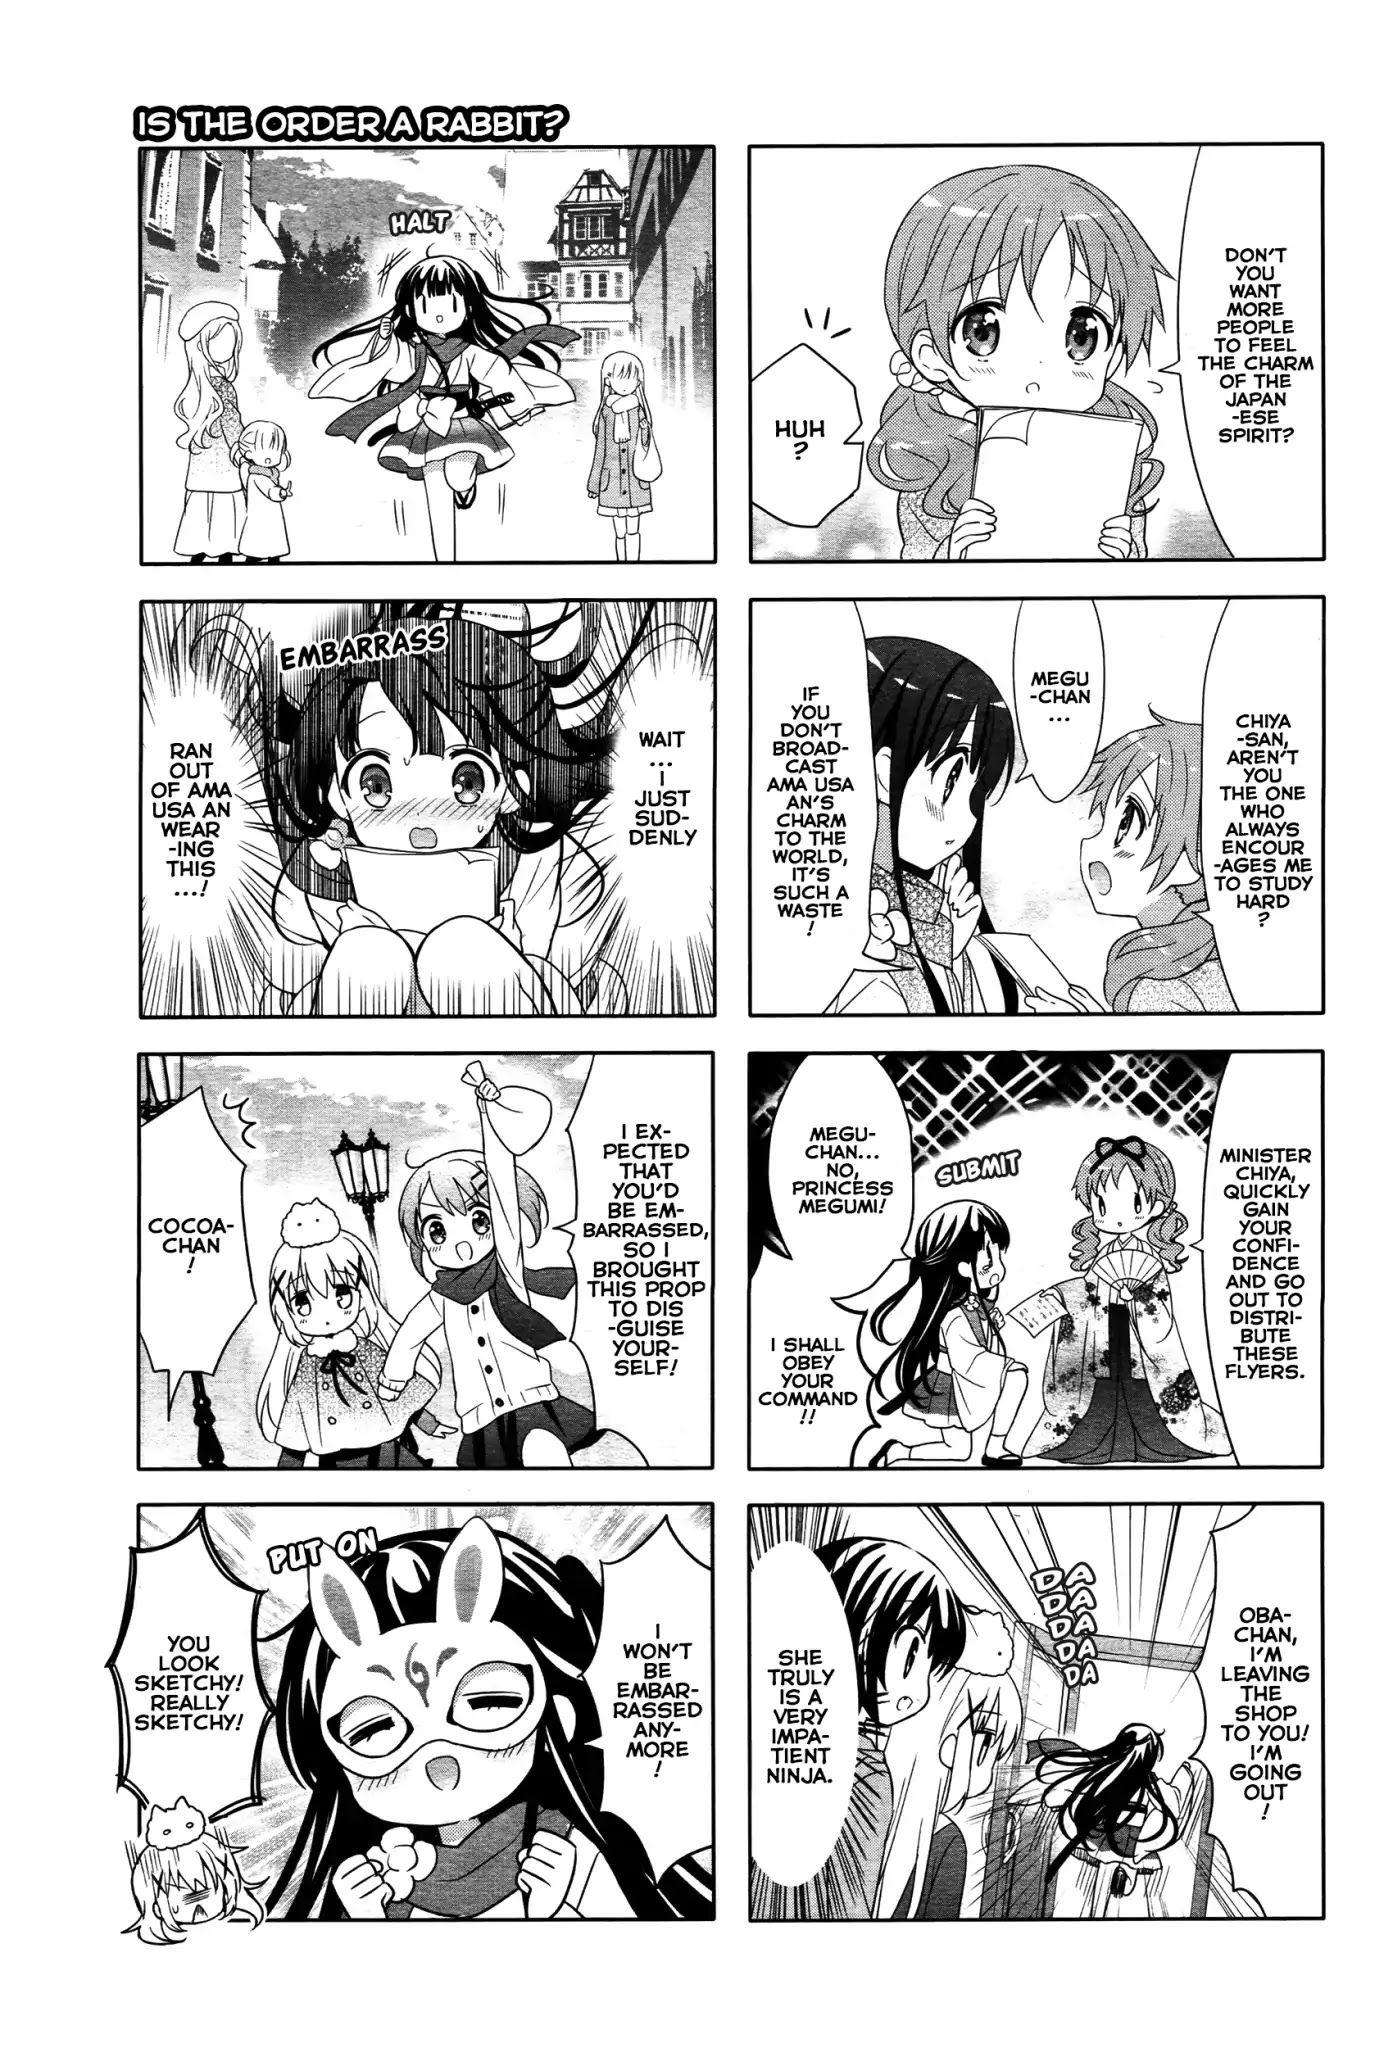 IS THE ORDER A RABBIT?
DON'T
YOU
WANT
MORE
PEOPLE
TO FEEL
THE CHARM
OF THE
JAPAN
-ESE
SPIRIT?
HUH
?
CHIYA
-SAN,
AREN'T
YOU
THE ONE
WHO
ALWAYS
ENCOUR
-AGES ME
TO STUDY
HARD
?
MEGU
-CHAN
...
IF
YOU
DON'T
BROAD-
CAST
AMA USA
AN'S
CHARM
TO THE
WORLD,
IT'S
SUCH A
WASTE
!
MINISTER
CHIYA,
QUICKLY
GAIN
YOUR
CONFI-
DENCE
AND GO
OUT TO
DISTRI-
BUTE
THESE
FLYERS.
SUBMIT
MEGU-
CHAN...
NO,
PRINCESS
MEGUMI!
I SHALL
OBEY
YOUR
COMMAND
!!
OBA-
CHAN,
I'M
LEAVING
THE
SHOP
TO YOU!
I'M
GOING
OUT
!
DADADADADA
SHE
TRULY
IS A
VERY
IMPA-
TIENT
NINJA.
HALT
WAIT
...
I
JUST
SUD-
DENLY
EMBARRASS
RAN
OUT
OF AMA
USA AN
WEAR
-ING
THIS
...!
I EX-
PECTED
THAT
YOU'D
BE EM-
BARRASSED,
SO I
BROUGHT
THIS PROP
TO DIS
-GUISE
YOUR-
SELF!
COCOA-
CHAN
!
I
WON'T
BE
EMBAR-
RASSED
ANY-
MORE
!
PUT ON
YOU
LOOK
SKETCHY!
REALLY
SKETCHY!